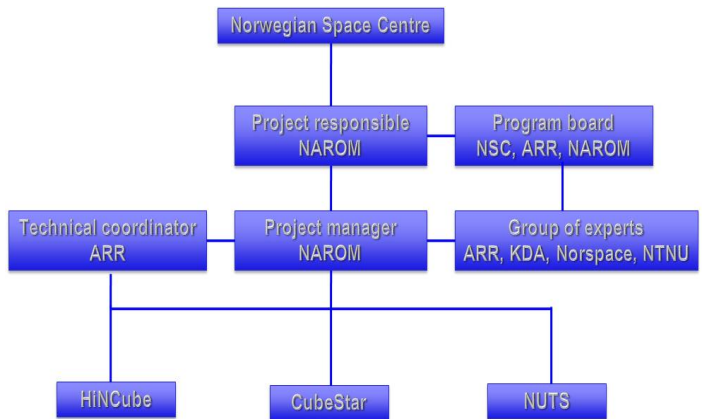 Norwegian Space Centre
Project responsible
NAROM
Program board
NSC, ARR, NAROM
Technical coordinator
ARR
Project manager
NAROM
Group of experts
ARR, KDA, Norspace, NTNU
HiNCube
CubeStar
NUTS